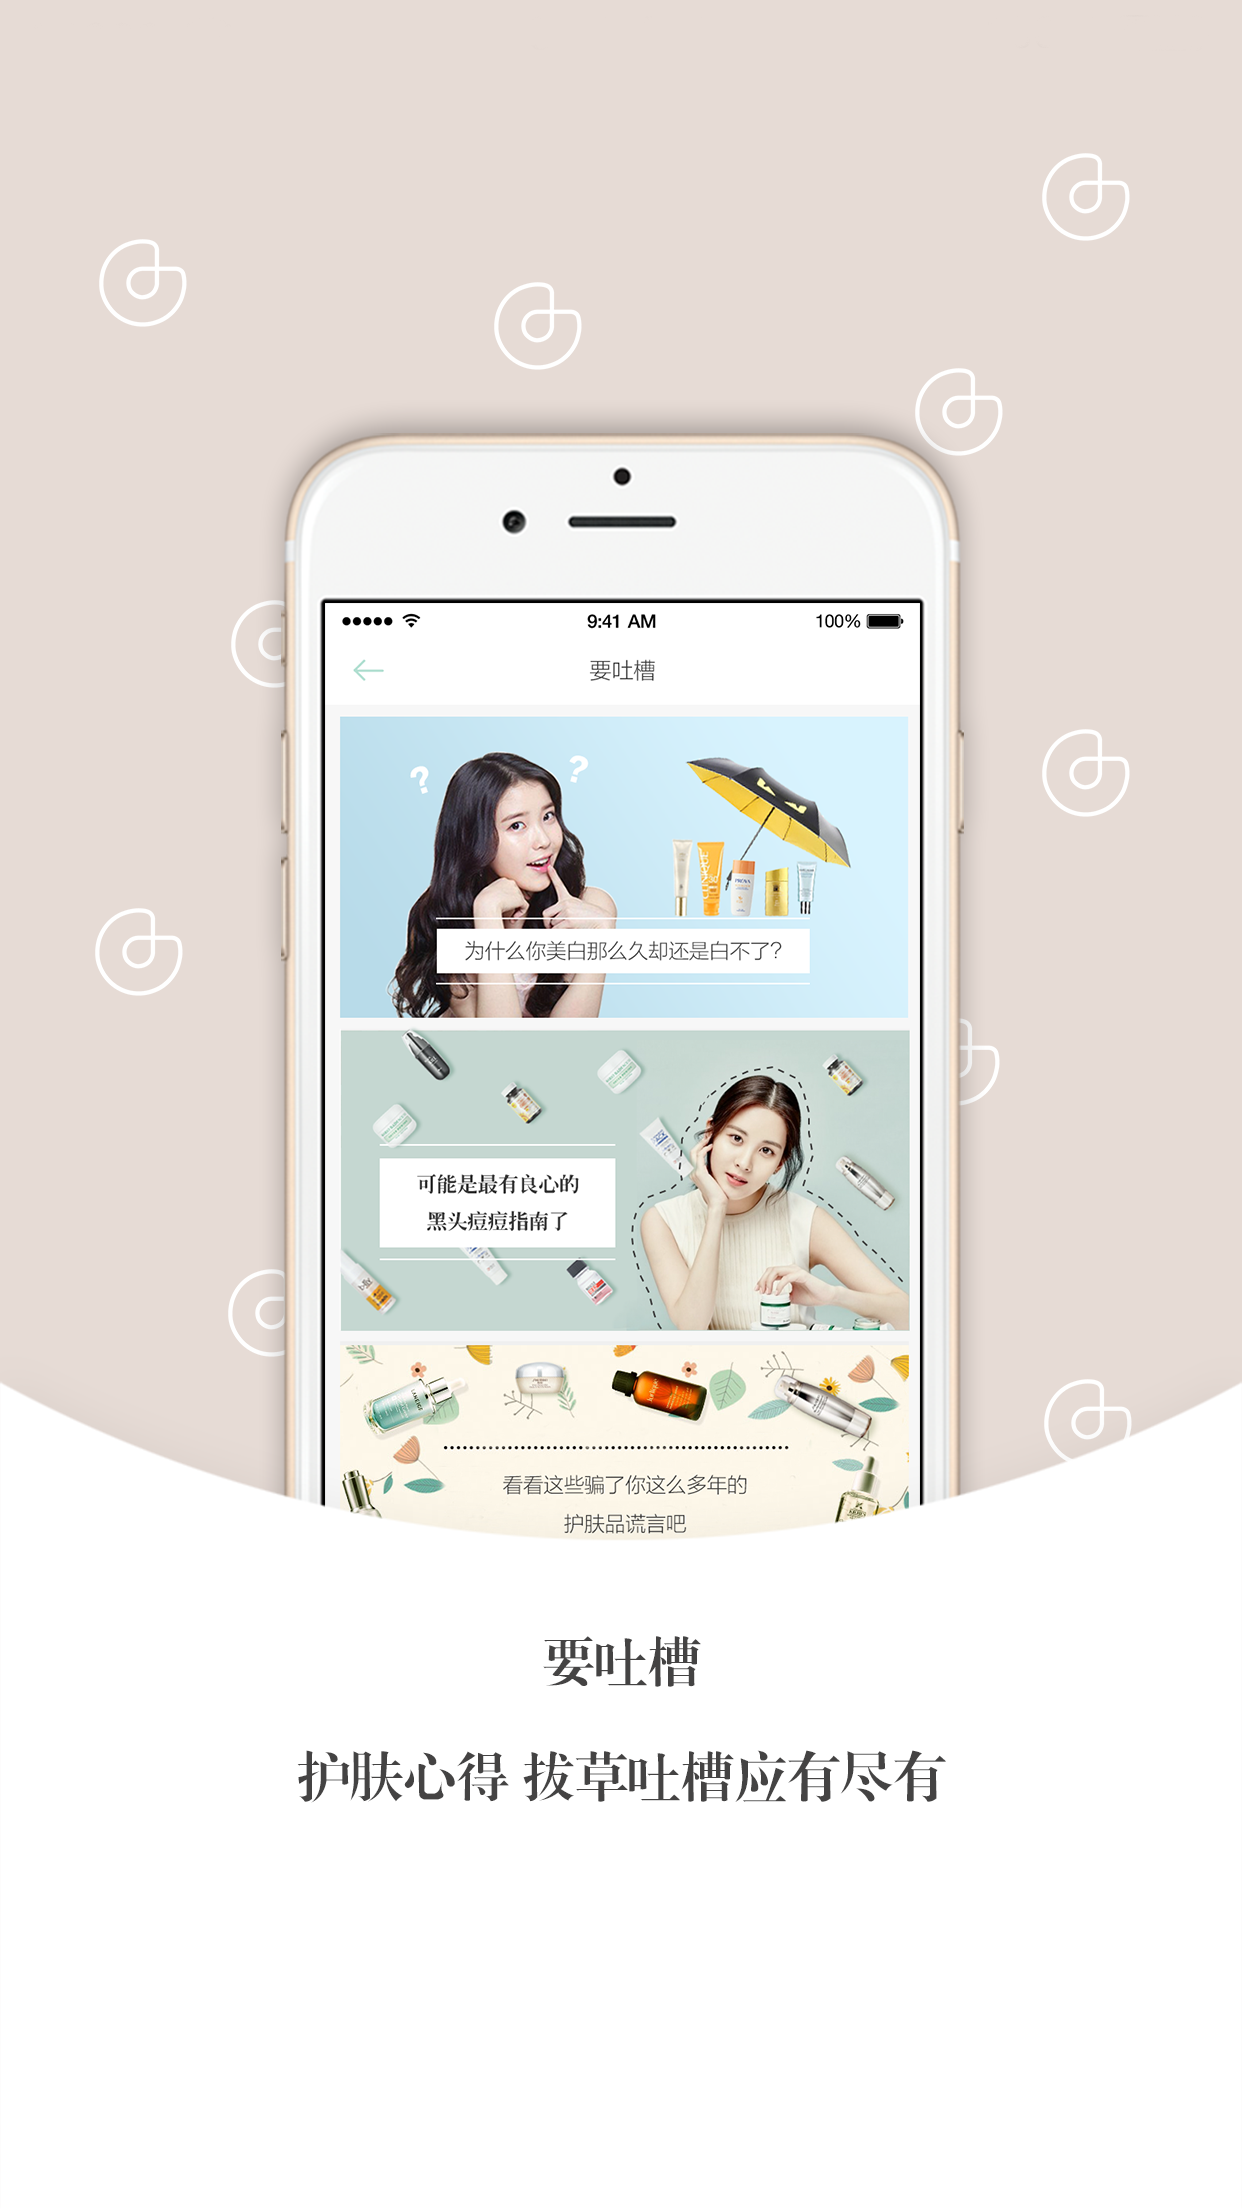 9:41 AM
100%
要吐槽
? ?
为什么你美白那么久却还是白不了?
可能是最有良心的
黑头痘痘指南了
看看这些骗了你这么多年的
护肤品谎言吧
要吐槽
护肤心得 拔草吐槽应有尽有